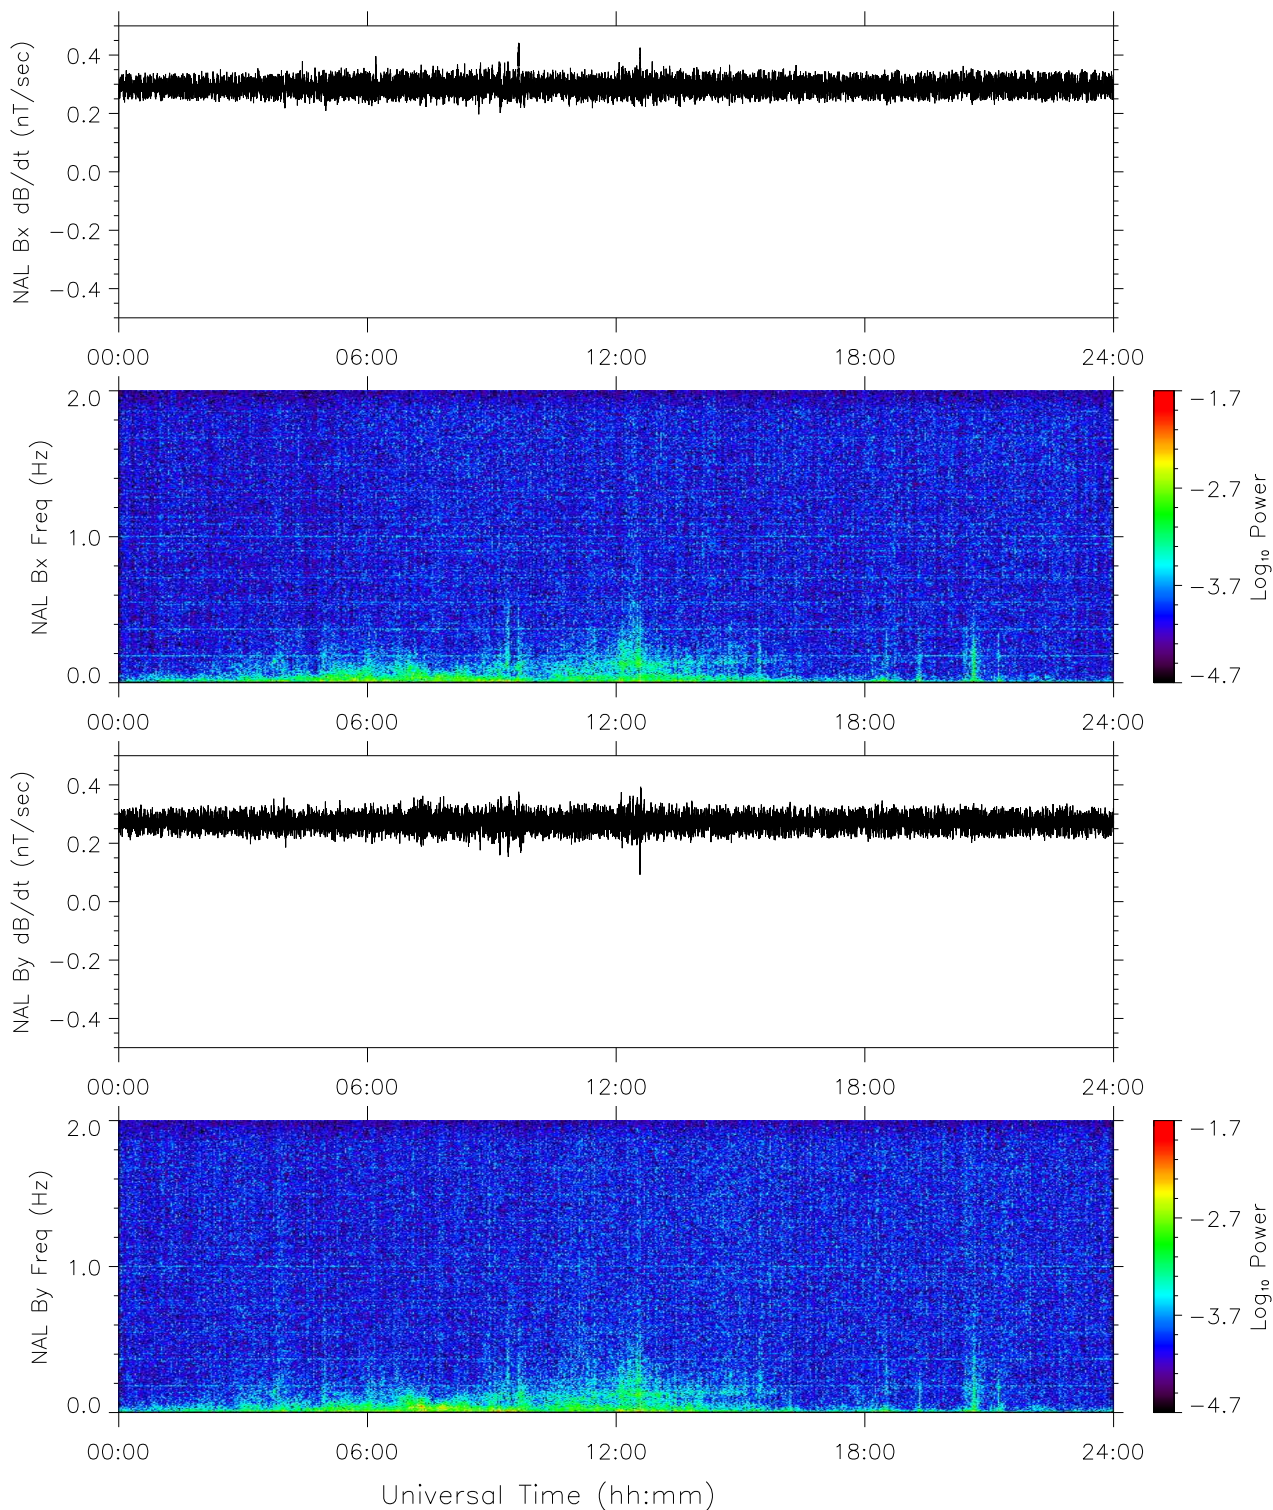 NAL Bx dB/dt (nT/sec)
0.4
0.2
0.0
−0.2
−0.4
00:00 06:00 12:00 18:00 24:00
NAL Bx Freq (Hz)
2.0
1.0
0.0
−1.7
−2.7
−3.7
−4.7
Log₁₀ Power
00:00 06:00 12:00 18:00 24:00
NAL By dB/dt (nT/sec)
0.4
0.2
0.0
−0.2
−0.4
00:00 06:00 12:00 18:00 24:00
NAL By Freq (Hz)
2.0
1.0
0.0
−1.7
−2.7
−3.7
−4.7
Log₁₀ Power
00:00 06:00 12:00 18:00 24:00
Universal Time (hh:mm)